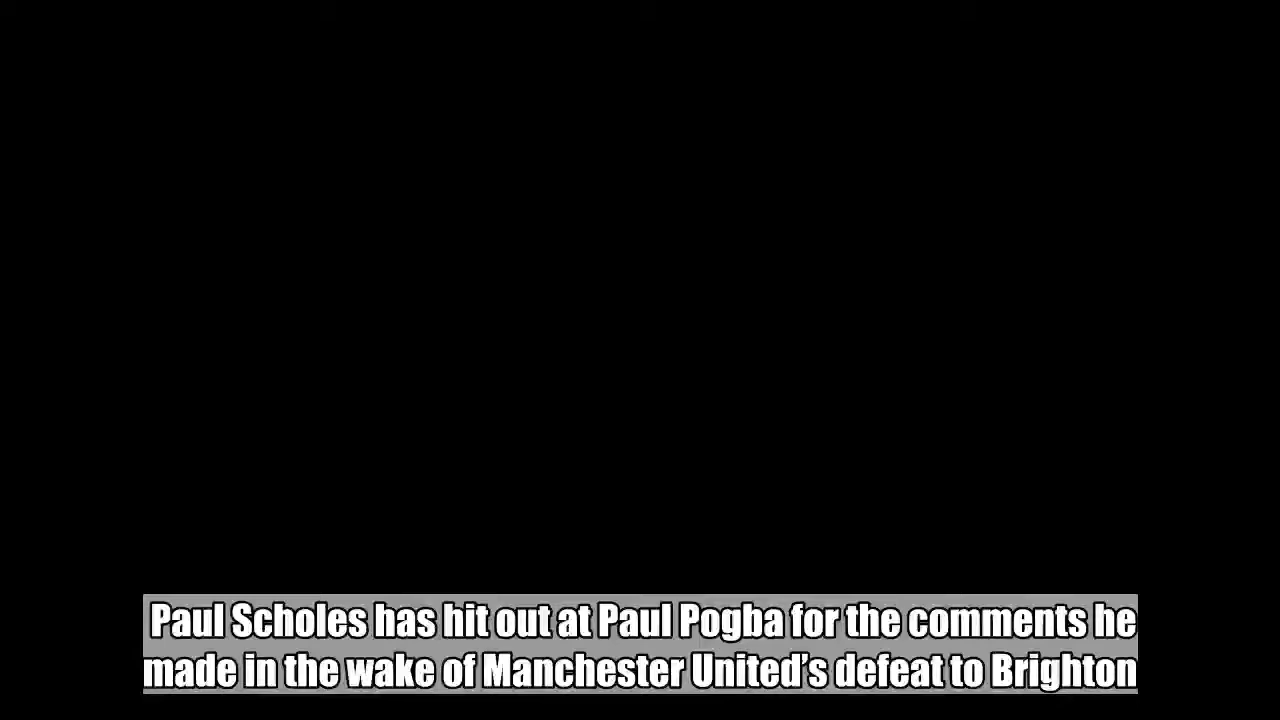 Paul Scholes has hit out at Paul Pogba for the comments he
made in the wake of Manchester United’s defeat to Brighton